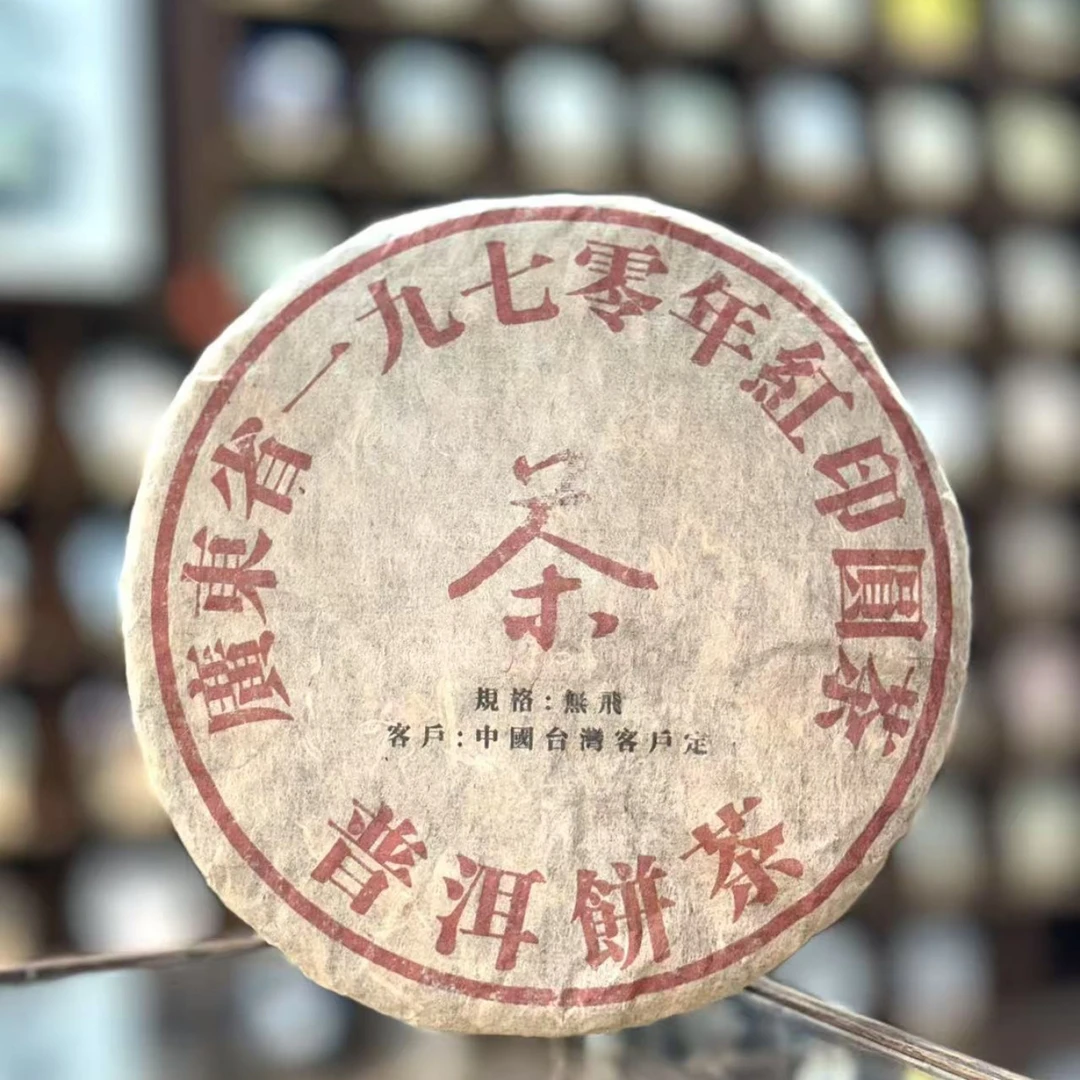 廣東省一九七零年紅印圓茶
茶
規格:無飛
客戶:中國台灣客戶定
普洱餅茶